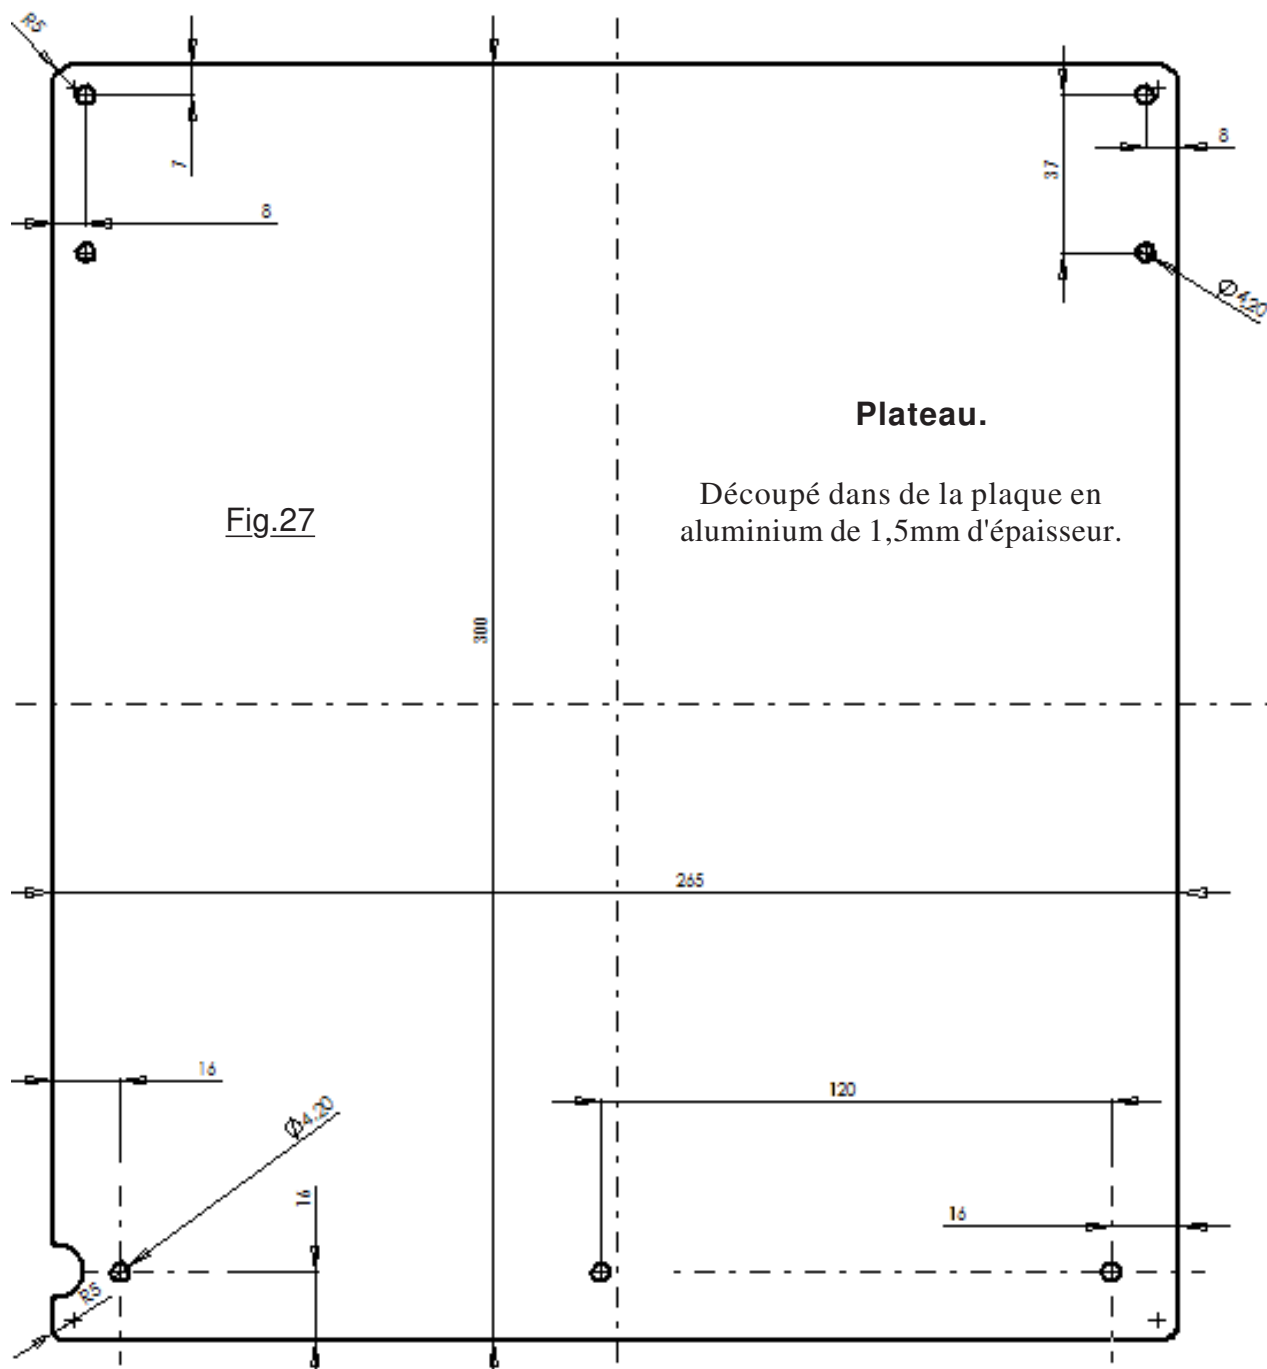 R5
7
8
8
37
Ø4.20
Plateau.
Découpé dans de la plaque en
aluminium de 1,5mm d'épaisseur.
Fig.27
300
265
16
120
Ø4.20
16
16
R5